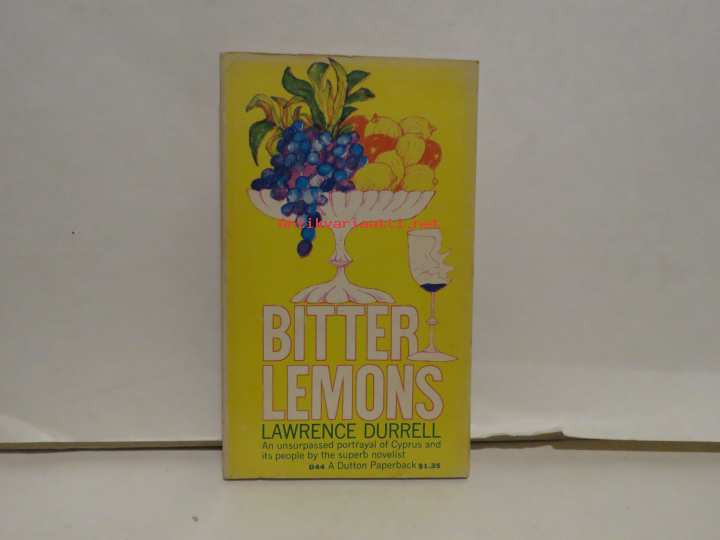 Antikvariaatti.net
BITTER
LEMONS
LAWRENCE DURRELL
An unsurpassed portrayal of Cyprus and
its people by the superb novelist
D44 A Dutton Paperback $1.35